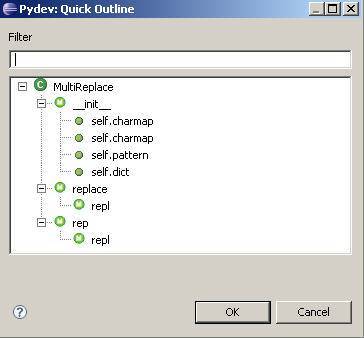 Pydev: Quick Outline
Filter
C MultiReplace
M __init__
self.charmap
self.charmap
self.pattern
self.dict
M replace
M repl
M rep
M repl
? OK Cancel